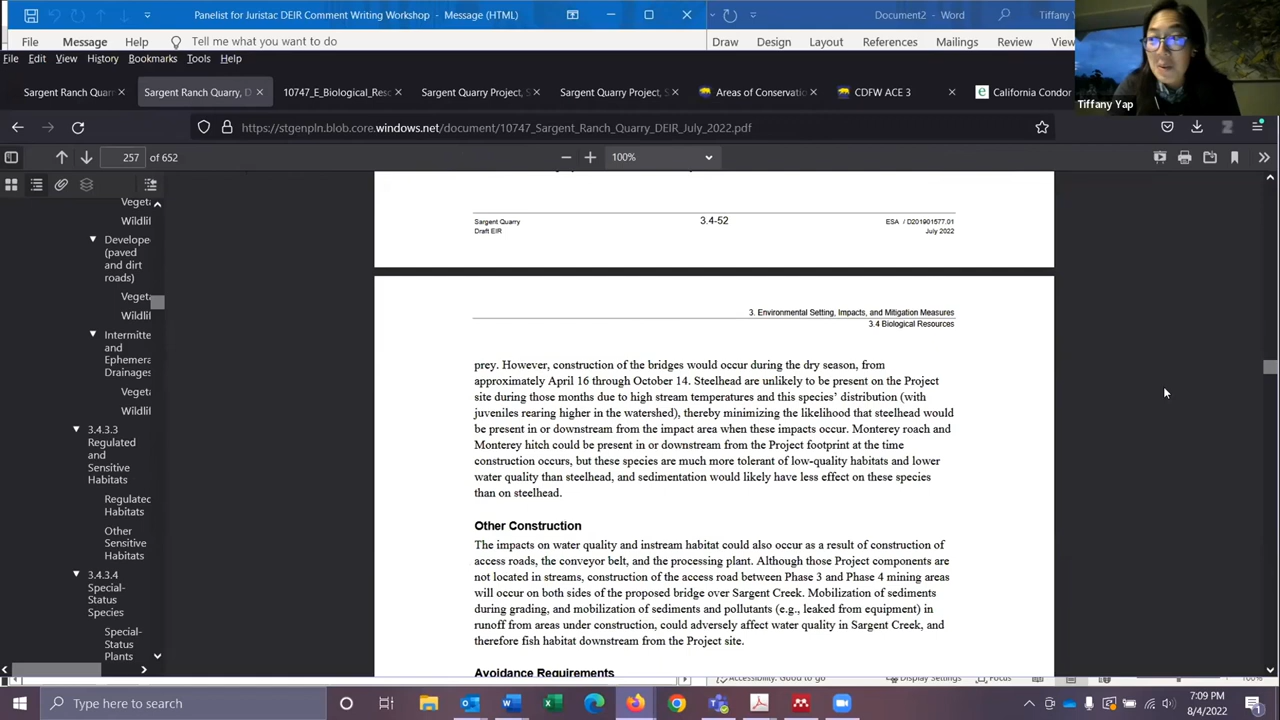 Panelist for Juristac DEIR Comment Writing Workshop - Message (HTML)
Document2 - Word
Tiffany
File Message Help Tell me what you want to do
Draw Design Layout References Mailings Review
File Edit View History Bookmarks Tools Help
Sargent Ranch Quarr
Sargent Ranch Quarry, D
10747_E_Biological_Res
Sargent Quarry Project, S
Sargent Quarry Project, S
Areas of Conservatio
CDFW ACE 3
California Condor
Tiffany Yap
https://stgenpln.blob.core.windows.net/document/10747_Sargent_Ranch_Quarry_DEIR_July_2022.pdf
257 of 652
100%
Vegeta
Wildlif
Develope
(paved
and dirt
roads)
Vegeta
Wildlif
Intermitte
and
Ephemera
Drainages
Vegeta
Wildlif
3.4.3.3
Regulated
and
Sensitive
Habitats
Regulated
Habitats
Other
Sensitive
Habitats
3.4.3.4
Special-
Status
Species
Special-
Status
Plants
Sargent Quarry 3.4-52 ESA / D201901577.01
Draft EIR July 2022
3. Environmental Setting, Impacts, and Mitigation Measures
3.4 Biological Resources
prey. However, construction of the bridges would occur during the dry season, from
approximately April 16 through October 14. Steelhead are unlikely to be present on the Project
site during those months due to high stream temperatures and this species' distribution (with
juveniles rearing higher in the watershed), thereby minimizing the likelihood that steelhead would
be present in or downstream from the impact area when these impacts occur. Monterey roach and
Monterey hitch could be present in or downstream from the Project footprint at the time
construction occurs, but these species are much more tolerant of low-quality habitats and lower
water quality than steelhead, and sedimentation would likely have less effect on these species
than on steelhead.
Other Construction
The impacts on water quality and instream habitat could also occur as a result of construction of
access roads, the conveyor belt, and the processing plant. Although those Project components are
not located in streams, construction of the access road between Phase 3 and Phase 4 mining areas
will occur on both sides of the proposed bridge over Sargent Creek. Mobilization of sediments
during grading, and mobilization of sediments and pollutants (e.g., leaked from equipment) in
runoff from areas under construction, could adversely affect water quality in Sargent Creek, and
therefore fish habitat downstream from the Project site.
Avoidance Requirements
Accessibility: Good to go
Display Settings
Focus
100%
Type here to search
7:09 PM
8/4/2022